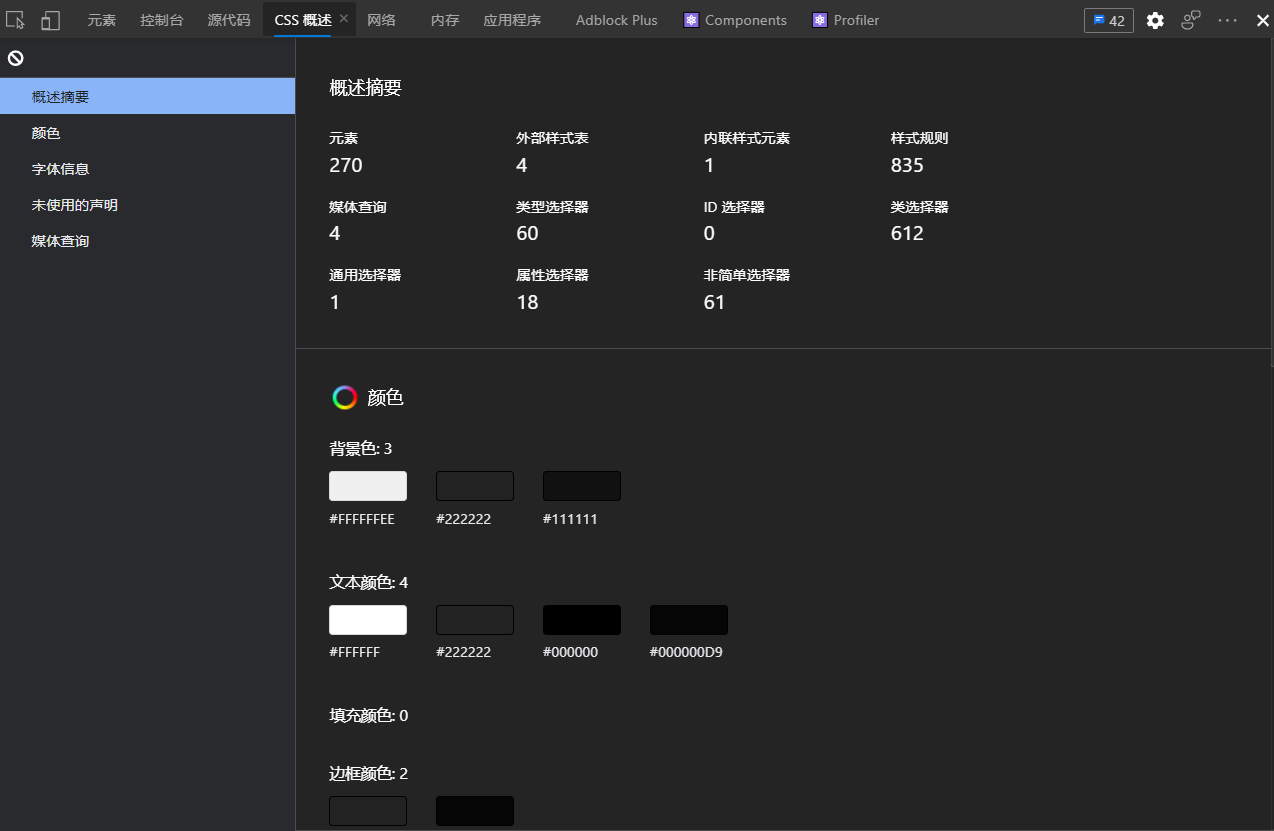 元素 控制台 源代码 CSS 概述 网络 内存 应用程序 Adblock Plus Components Profiler 42
概述摘要
颜色
字体信息
未使用的声明
媒体查询
概述摘要
元素 外部样式表 内联样式元素 样式规则
270 4 1 835
媒体查询 类型选择器 ID 选择器 类选择器
4 60 0 612
通用选择器 属性选择器 非简单选择器
1 18 61
颜色
背景色: 3
#FFFFFFEE #222222 #111111
文本颜色: 4
#FFFFFF #222222 #000000 #000000D9
填充颜色: 0
边框颜色: 2